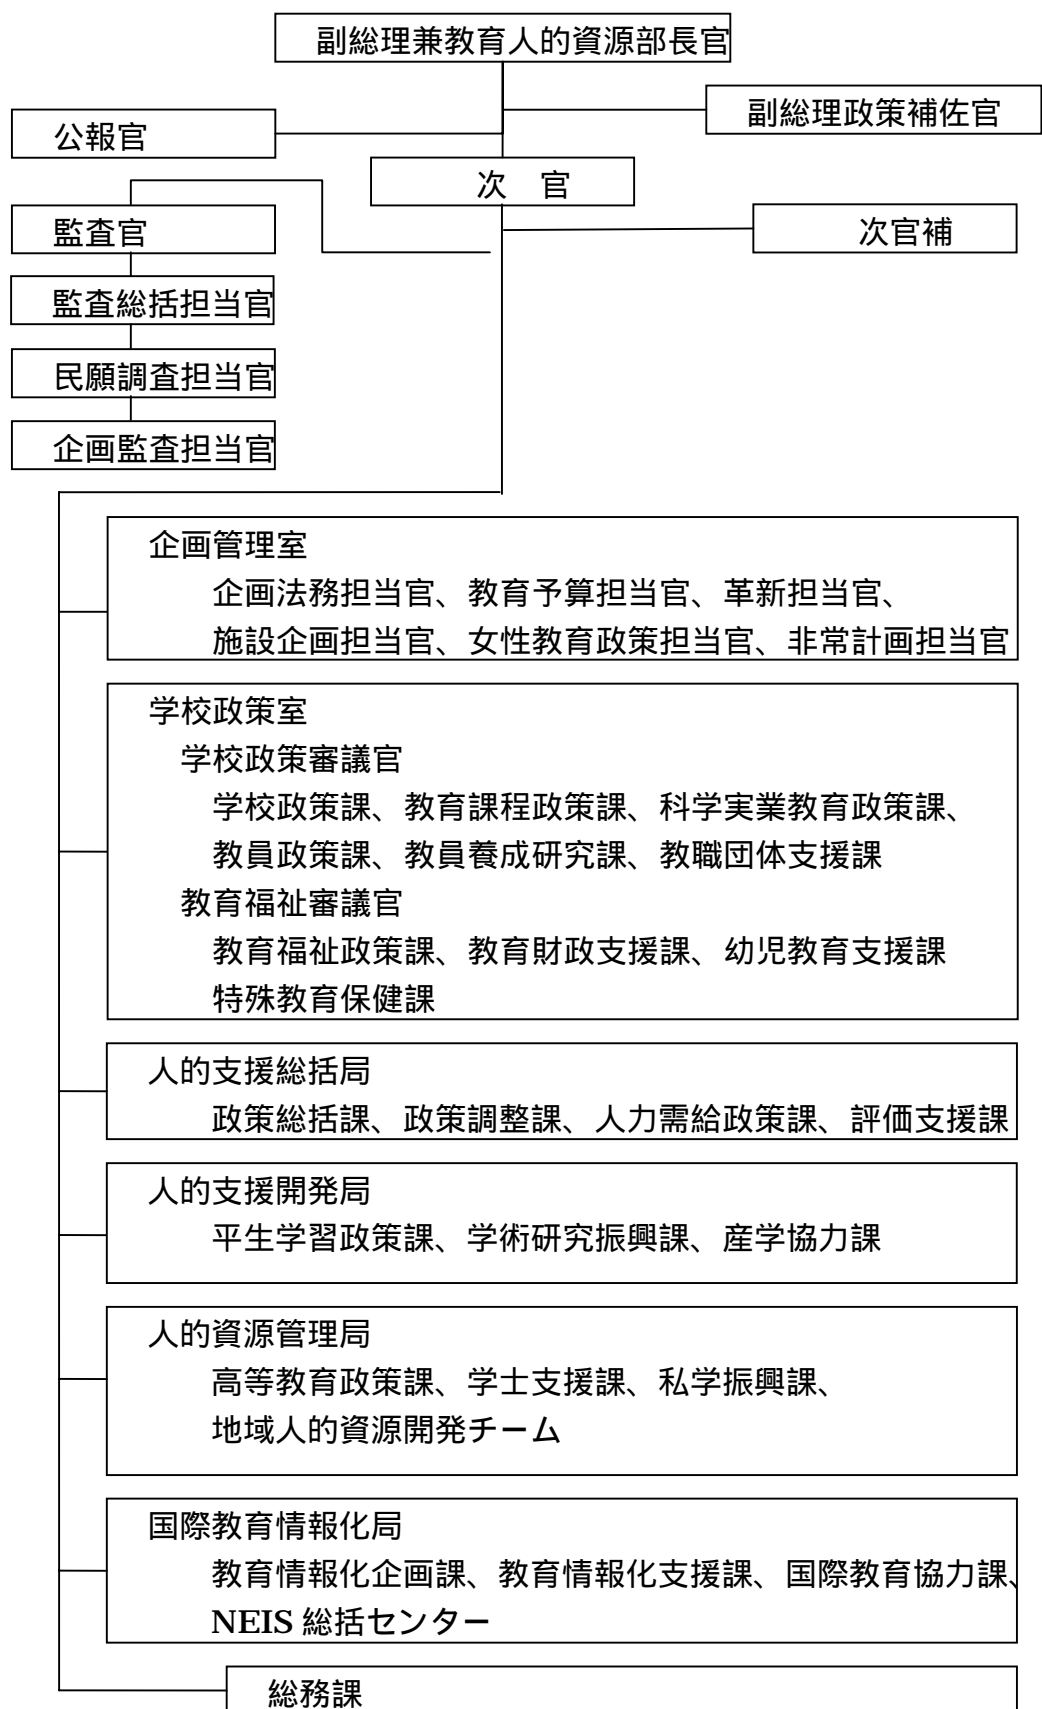 副総理兼教育人的資源部長官
副総理政策補佐官
公報官
次　官
監査官
次官補
監査総括担当官
民願調査担当官
企画監査担当官
企画管理室
企画法務担当官、教育予算担当官、革新担当官、
施設企画担当官、女性教育政策担当官、非常計画担当官
学校政策室
学校政策審議官
学校政策課、教育課程政策課、科学実業教育政策課、
教員政策課、教員養成研究課、教職団体支援課
教育福祉審議官
教育福祉政策課、教育財政支援課、幼児教育支援課
特殊教育保健課
人的支援総括局
政策総括課、政策調整課、人力需給政策課、評価支援課
人的支援開発局
平生学習政策課、学術研究振興課、産学協力課
人的資源管理局
高等教育政策課、学士支援課、私学振興課、
地域人的資源開発チーム
国際教育情報化局
教育情報化企画課、教育情報化支援課、国際教育協力課、
NEIS 総括センター
総務課